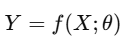 Y = f(X; θ)